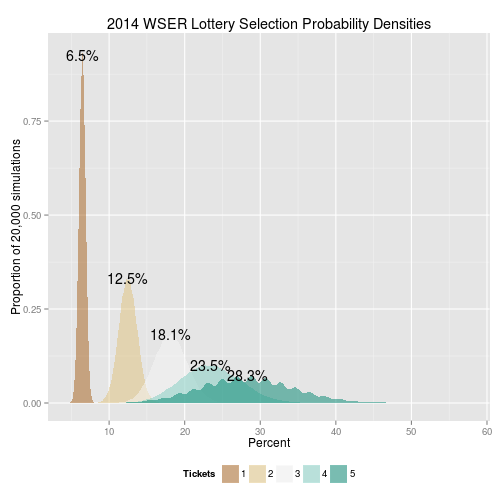 2014 WSER Lottery Selection Probability Densities
Proportion of 20,000 simulations
0.75
0.50
0.25
0.00
6.5%
12.5%
18.1%
23.5%
28.3%
10 20 30 40 50 60
Percent
Tickets 1 2 3 4 5